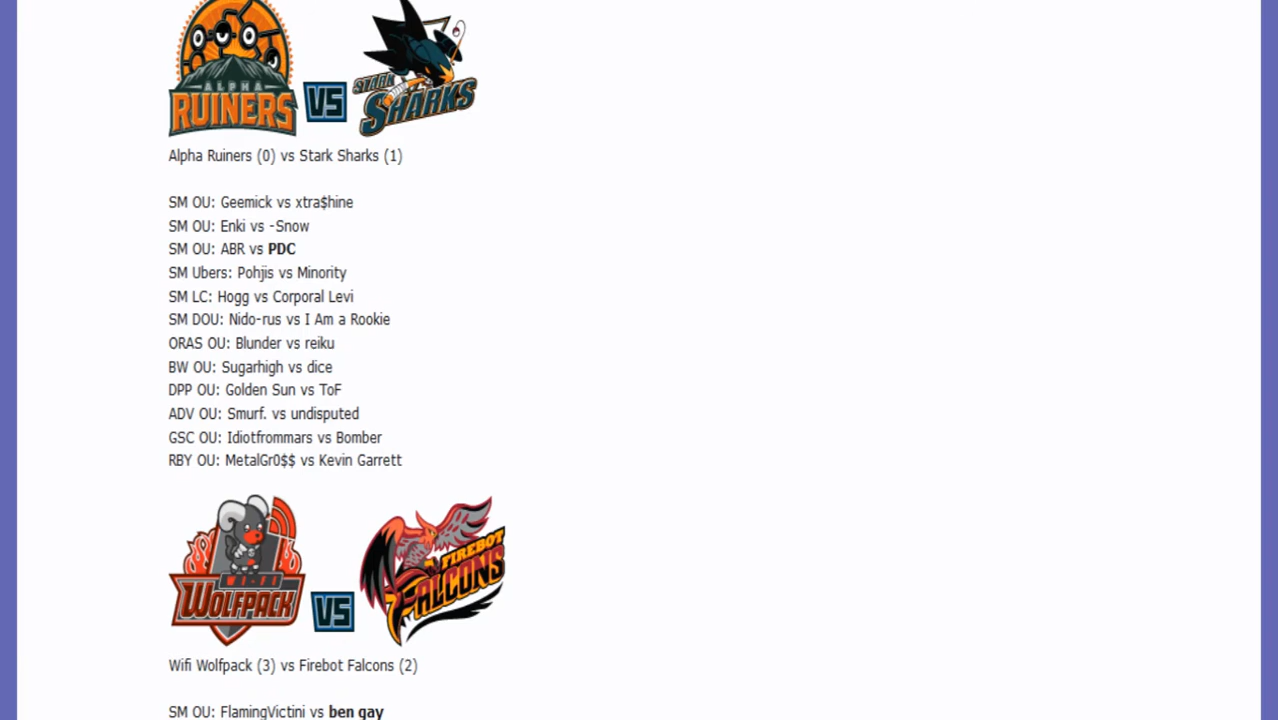 ALPHA
RUINERS
VS
STARK
SHARKS
Alpha Ruiners (0) vs Stark Sharks (1)
SM OU: Geemick vs xtra$hine
SM OU: Enki vs -Snow
SM OU: ABR vs PDC
SM Ubers: Pohjis vs Minority
SM LC: Hogg vs Corporal Levi
SM DOU: Nido-rus vs I Am a Rookie
ORAS OU: Blunder vs reiku
BW OU: Sugarhigh vs dice
DPP OU: Golden Sun vs ToF
ADV OU: Smurf. vs undisputed
GSC OU: Idiotfrommars vs Bomber
RBY OU: MetalGr0$$ vs Kevin Garrett
WI-FI
WOLFPACK
VS
FIREBOT
FALCONS
Wifi Wolfpack (3) vs Firebot Falcons (2)
SM OU: FlamingVictini vs ben gay